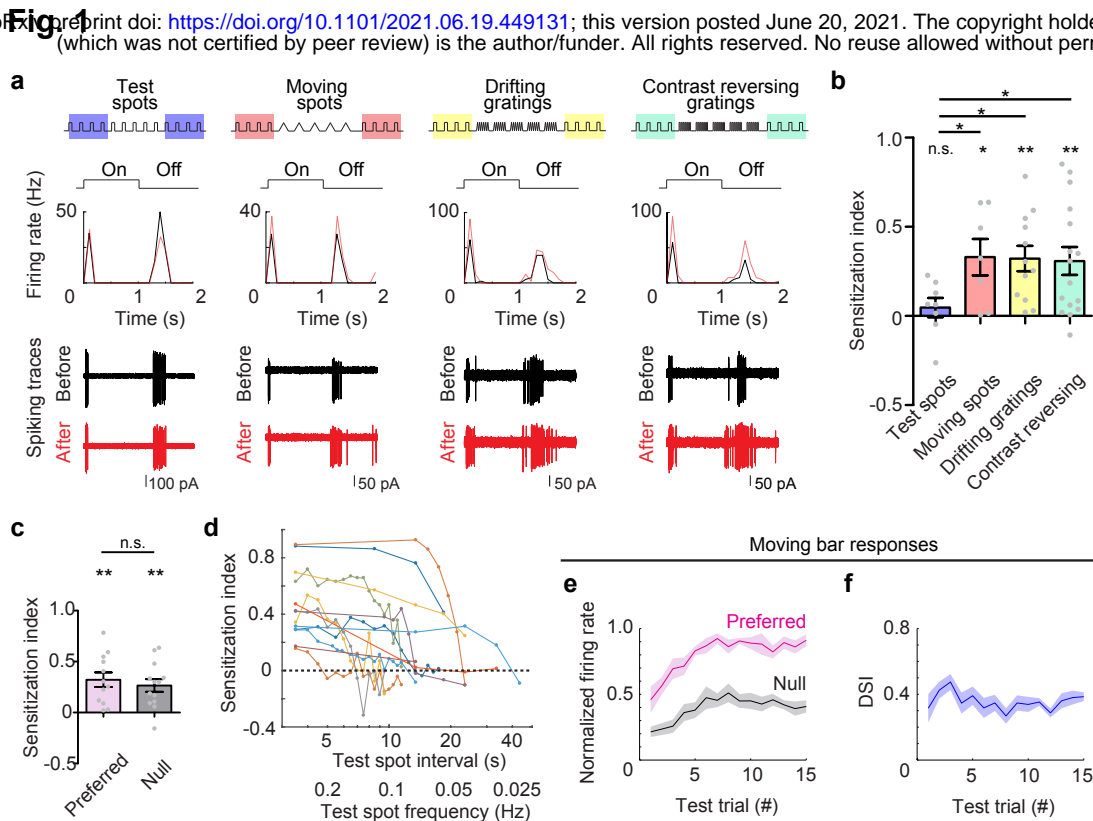 Fig. 1
preprint doi: https://doi.org/10.1101/2021.06.19.449131; this version posted June 20, 2021. The copyright holde
(which was not certified by peer review) is the author/funder. All rights reserved. No reuse allowed without per
a
Test spots
Moving spots
Drifting gratings
Contrast reversing gratings
On Off
On Off
On Off
On Off
Firing rate (Hz)
50
0 1 2
Time (s)
50
0 1 2
Time (s)
100
0 1 2
Time (s)
100
0 1 2
Time (s)
Spiking traces
Before
After
100 pA
Before
After
50 pA
Before
After
50 pA
Before
After
50 pA
b
*
*
*
n.s. * ** **
Sensitization index
1.0
0.5
0
-0.5
Test spots
Moving spots
Drifting gratings
Contrast reversing
c
n.s.
** **
Sensitization index
1.0
0.5
0
-0.5
Preferred
Null
d
Sensitization index
0.8
0.4
0
-0.4
5 10 20 40
Test spot interval (s)
0.2 0.1 0.05 0.025
Test spot frequency (Hz)
Moving bar responses
e
Normalized firing rate
1.0
0.5
0
Preferred
Null
5 10 15
Test trial (#)
f
DSI
0.8
0.4
0
5 10 15
Test trial (#)